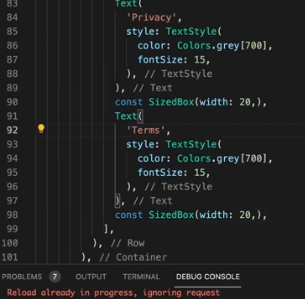 83 Text(
84 'Privacy',
85 style: TextStyle(
86 color: Colors.grey[700],
87 fontSize: 15,
88 ), // TextStyle
89 ), // Text
90 const SizedBox(width: 20,),
91 Text(
92 'Terms',
93 style: TextStyle(
94 color: Colors.grey[700],
95 fontSize: 15,
96 ), // TextStyle
97 ), // Text
98 const SizedBox(width: 20,),
99 ],
100 ), // Row
101 ), // Container
PROBLEMS 7 OUTPUT TERMINAL DEBUG CONSOLE
Reload already in progress, ignoring request